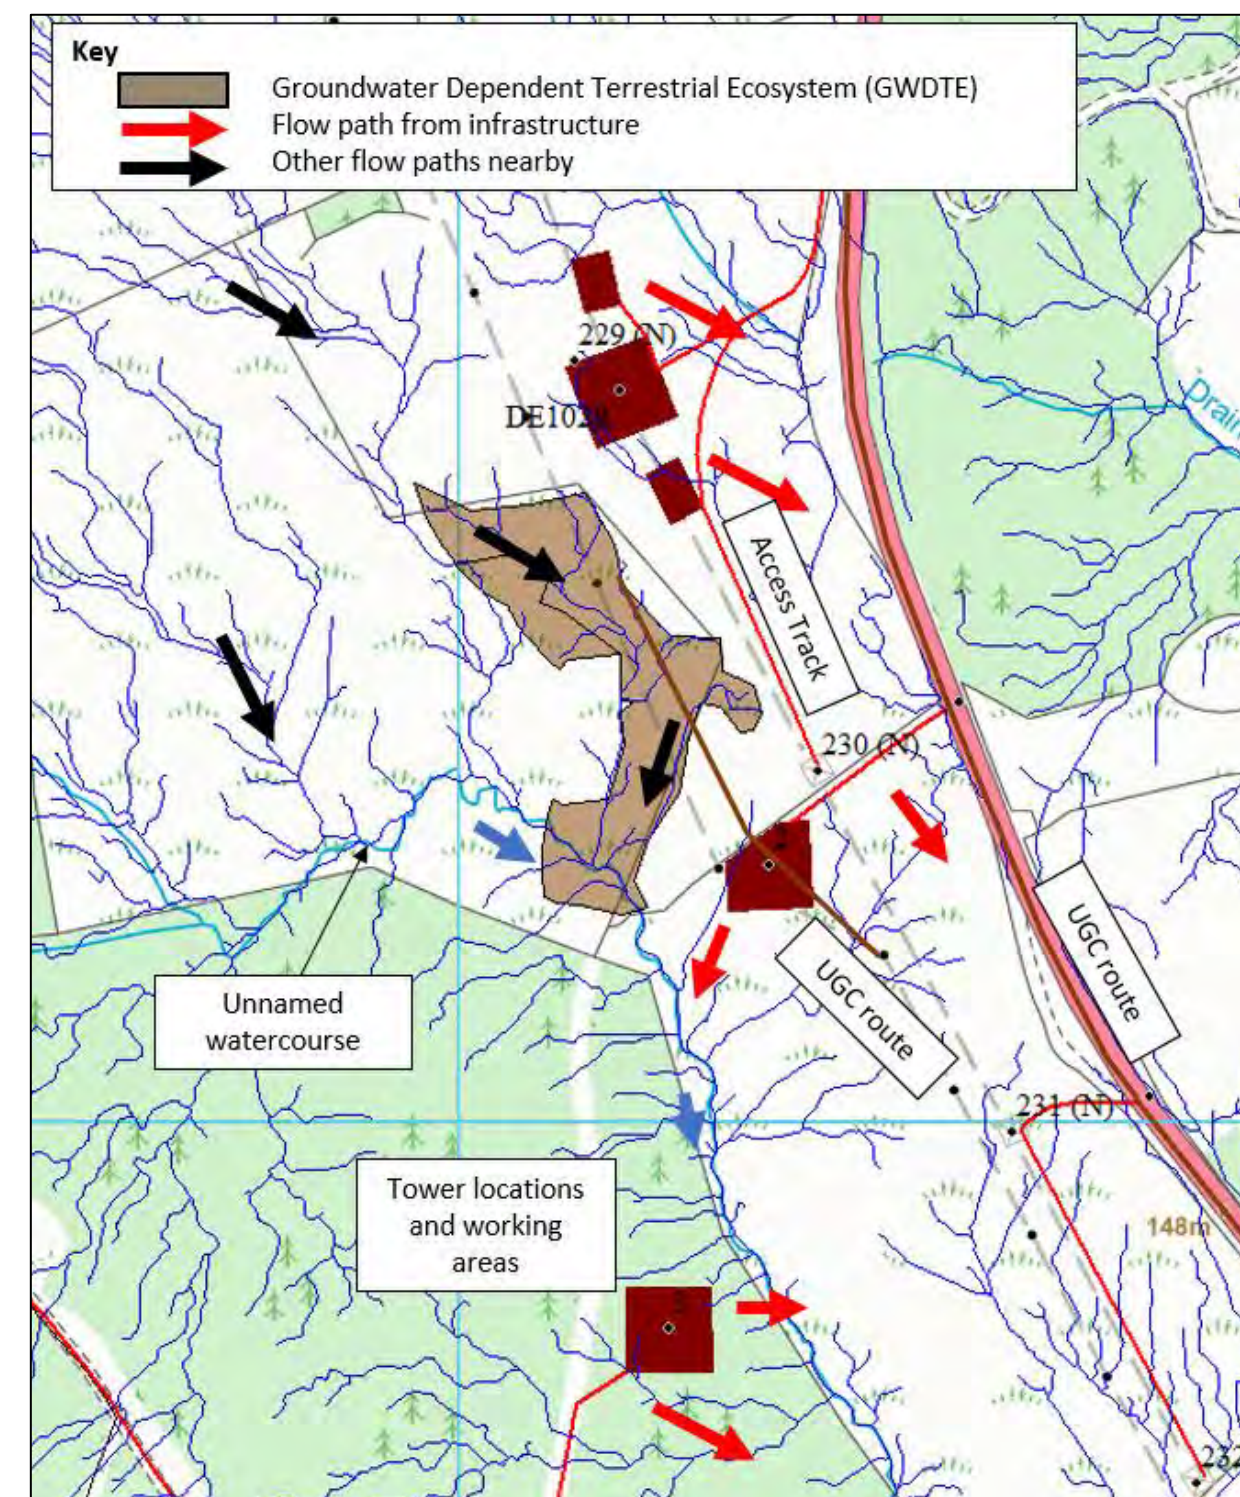 Key
Groundwater Dependent Terrestrial Ecosystem (GWDTE)
Flow path from infrastructure
Other flow paths nearby
229 (N)
Drain
Access Track
230 (N)
UGC route
UGC route
Unnamed
watercourse
231 (N)
Tower locations
and working
areas
148m
232